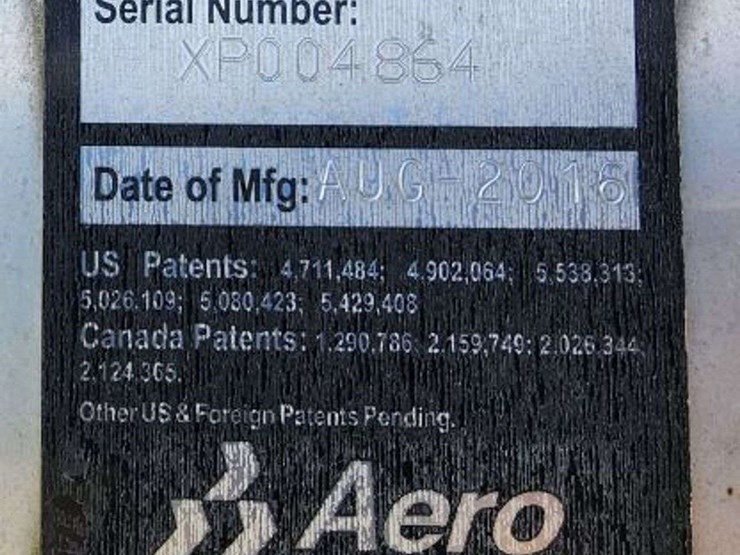 Serial Number:
XP004864
Date of Mfg: AUG-2016
US Patents: 4,711,484; 4.902,064; 5,538,313;
5,026.109; 5,080,423; 5,429,408
Canada Patents: 1.290,786 2.159,749; 2,026,344
2,124,365.
Other US & Foreign Patents Pending.
Aero